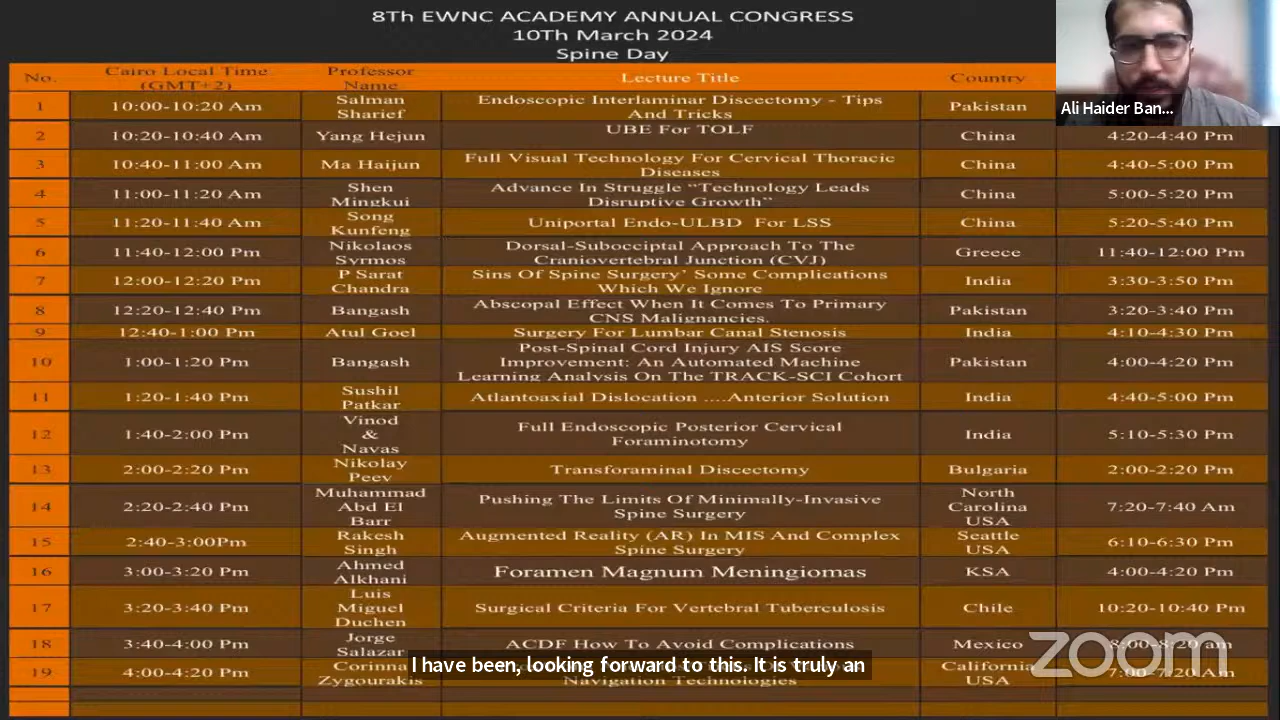 8Th EWNC ACADEMY ANNUAL CONGRESS
10Th March 2024
Spine Day
No. Cairo Local Time (GMT+2) Professor Name Lecture Title Country
1 10:00-10:20 Am Salman Sharief Endoscopic Interlaminar Discectomy - Tips And Tricks Pakistan
2 10:20-10:40 Am Yang Hejun UBE For TOLF China 4:20-4:40 Pm
3 10:40-11:00 Am Ma Haijun Full Visual Technology For Cervical Thoracic Diseases China 4:40-5:00 Pm
4 11:00-11:20 Am Shen Mingkui Advance In Struggle "Technology Leads Disruptive Growth" China 5:00-5:20 Pm
5 11:20-11:40 Am Song Kunfeng Uniportal Endo-ULBD For LSS China 5:20-5:40 Pm
6 11:40-12:00 Pm Nikolaos Syrmos Dorsal-Subocciptal Approach To The Craniovertebral Junction (CVJ) Greece 11:40-12:00 Pm
7 12:00-12:20 Pm P Sarat Chandra Sins Of Spine Surgery' Some Complications Which We Ignore India 3:30-3:50 Pm
8 12:20-12:40 Pm Bangash Abscopal Effect When It Comes To Primary CNS Malignancies. Pakistan 3:20-3:40 Pm
9 12:40-1:00 Pm Atul Goel Surgery For Lumbar Canal Stenosis India 4:10-4:30 Pm
10 1:00-1:20 Pm Bangash Post-Spinal Cord Injury AIS Score Improvement: An Automated Machine Learning Analysis On The TRACK-SCI Cohort Pakistan 4:00-4:20 Pm
11 1:20-1:40 Pm Sushil Patkar Atlantoaxial Dislocation ....Anterior Solution India 4:40-5:00 Pm
12 1:40-2:00 Pm Vinod & Navas Full Endoscopic Posterior Cervical Foraminotomy India 5:10-5:30 Pm
13 2:00-2:20 Pm Nikolay Peev Transforaminal Discectomy Bulgaria 2:00-2:20 Pm
14 2:20-2:40 Pm Muhammad Abd El Barr Pushing The Limits Of Minimally-Invasive Spine Surgery North Carolina USA 7:20-7:40 Am
15 2:40-3:00Pm Rakesh Singh Augmented Reality (AR) In MIS And Complex Spine Surgery Seattle USA 6:10-6:30 Pm
16 3:00-3:20 Pm Ahmed Alkhani Foramen Magnum Meningiomas KSA 4:00-4:20 Pm
17 3:20-3:40 Pm Luis Miguel Duchen Surgical Criteria For Vertebral Tuberculosis Chile 10:20-10:40 Pm
18 3:40-4:00 Pm Jorge Salazar ACDF How To Avoid Complications Mexico 8:00-8:20 am
19 4:00-4:20 Pm Corinna Zygourakis Navigation Technologies California USA 7:00-7:20 Am
Ali Haider Ban...
I have been, looking forward to this. It is truly an
zoom